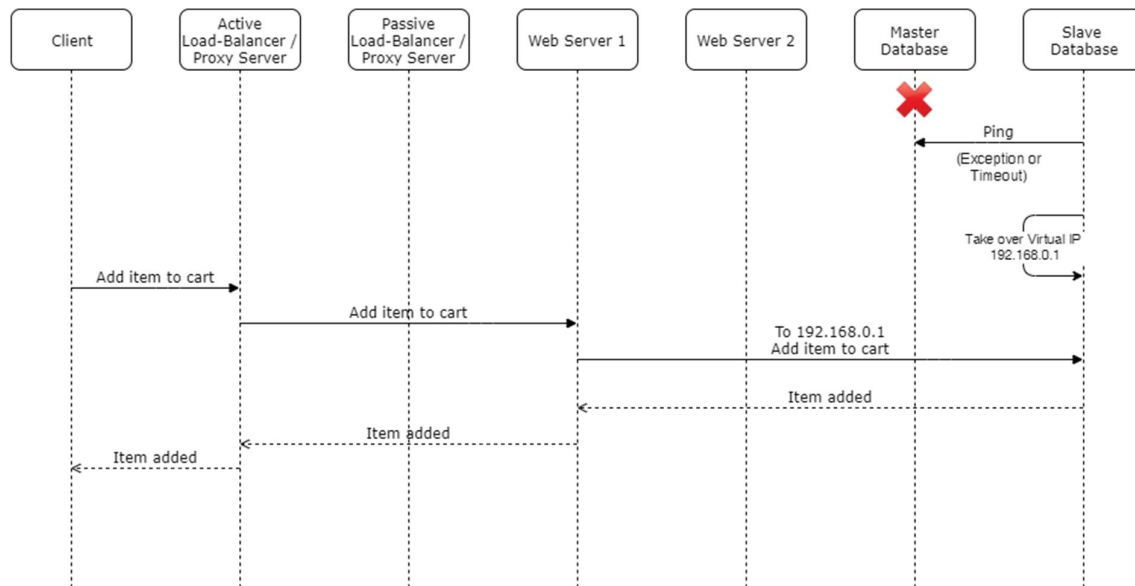 Client
Active
Load-Balancer /
Proxy Server
Passive
Load-Balancer /
Proxy Server
Web Server 1
Web Server 2
Master
Database
Slave
Database
Ping
(Exception or
Timeout)
Take over Virtual IP
192.168.0.1
Add item to cart
Add item to cart
To 192.168.0.1
Add item to cart
Item added
Item added
Item added